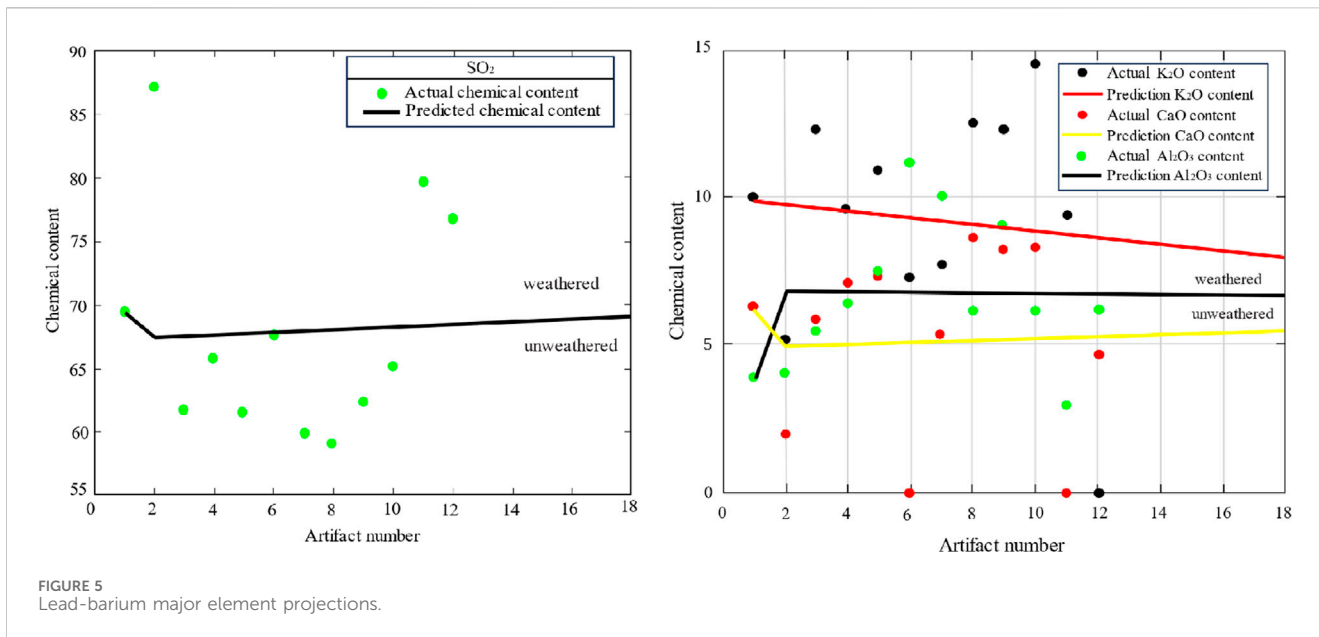 90
85
80
75
70
65
60
55
0
2
4
6
8
10
12
14
16
18
Chemical content
Artifact number
SO₂
Actual chemical content
Predicted chemical content
weathered
unweathered
15
10
5
0
0
2
4
6
8
10
12
14
16
18
Chemical content
Artifact number
Actual K₂O content
Prediction K₂O content
Actual CaO content
Prediction CaO content
Actual Al₂O₃ content
Prediction Al₂O₃ content
weathered
unweathered
FIGURE 5
Lead-barium major element projections.